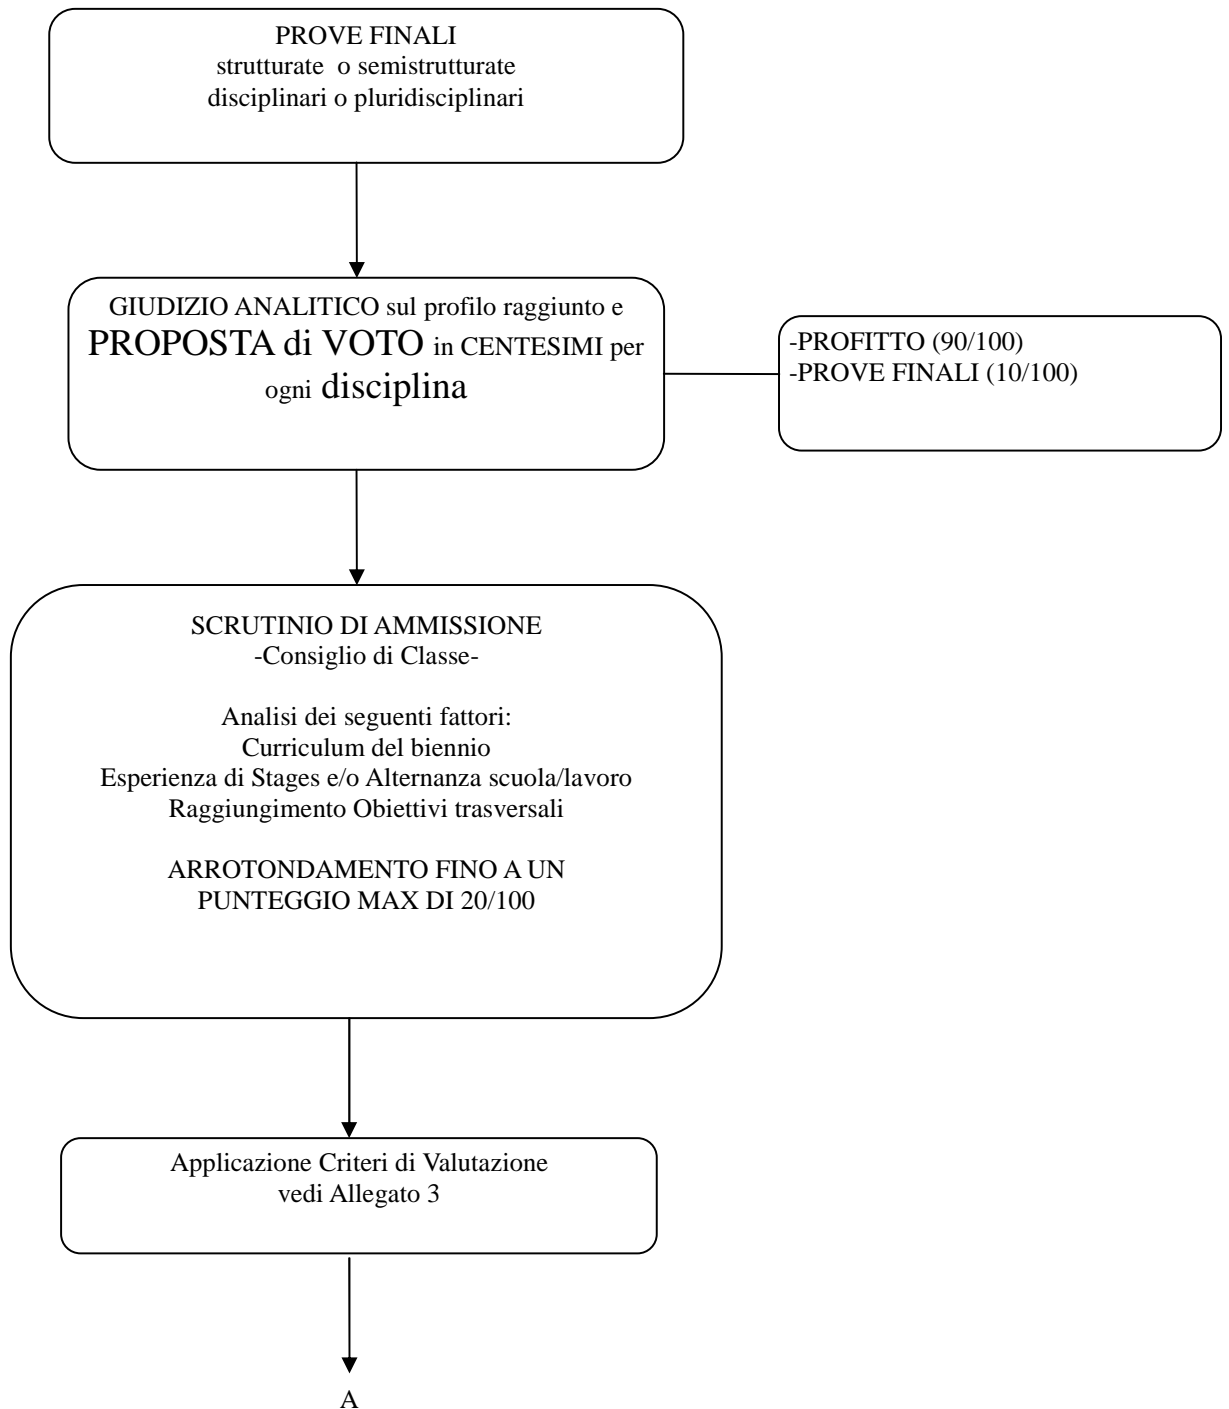 PROVE FINALI
strutturate o semistrutturate
disciplinari o pluridisciplinari
GIUDIZIO ANALITICO sul profilo raggiunto e
PROPOSTA di VOTO in CENTESIMI per
ogni disciplina
-PROFITTO (90/100)
-PROVE FINALI (10/100)
SCRUTINIO DI AMMISSIONE
-Consiglio di Classe-
Analisi dei seguenti fattori:
Curriculum del biennio
Esperienza di Stages e/o Alternanza scuola/lavoro
Raggiungimento Obiettivi trasversali
ARROTONDAMENTO FINO A UN
PUNTEGGIO MAX DI 20/100
Applicazione Criteri di Valutazione
vedi Allegato 3
A